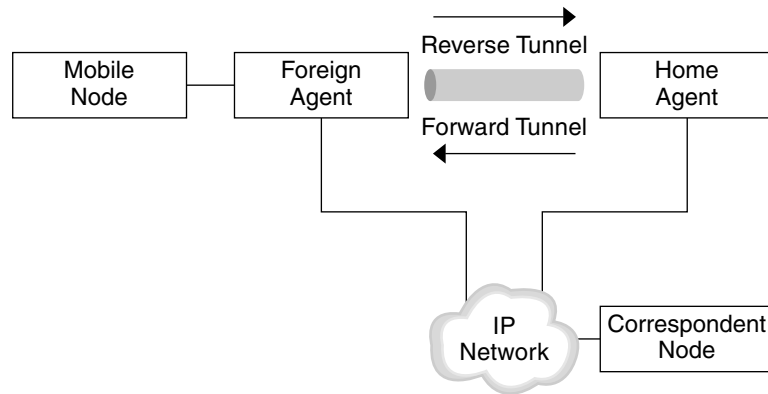 Reverse Tunnel
Mobile
Node
Foreign
Agent
Home
Agent
Forward Tunnel
IP
Network
Correspondent
Node